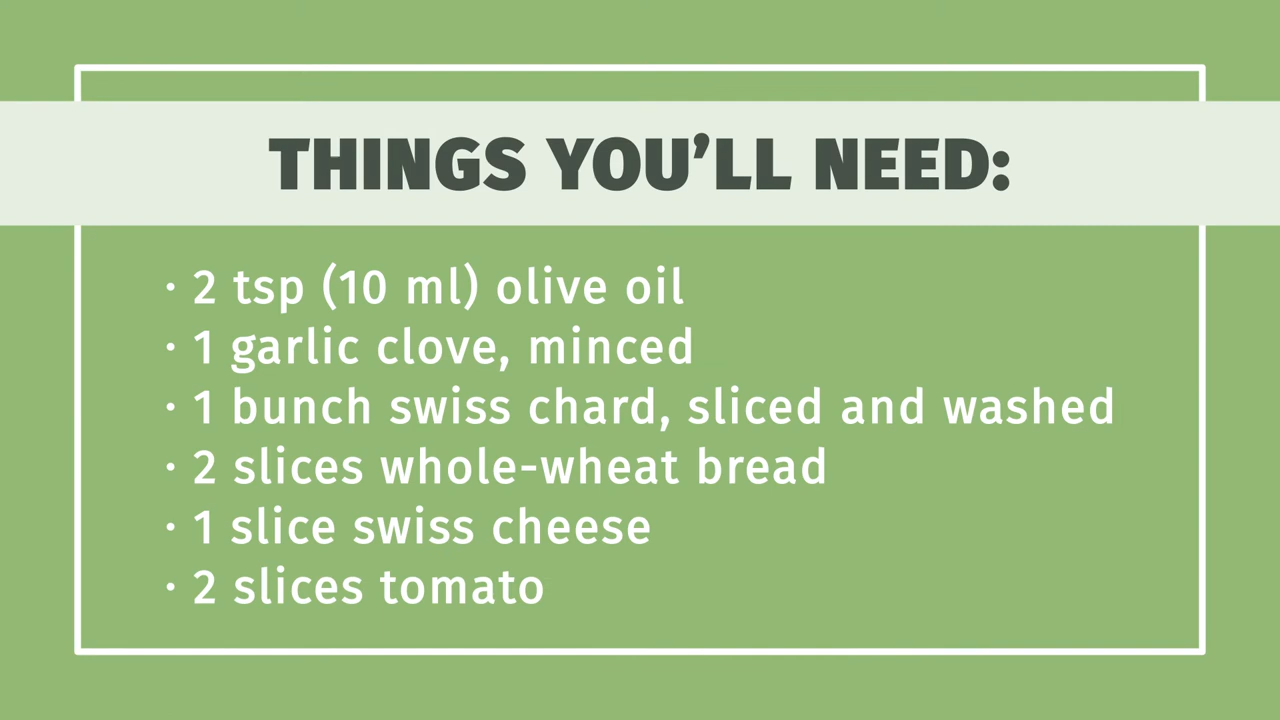 THINGS YOU’LL NEED:
· 2 tsp (10 ml) olive oil
· 1 garlic clove, minced
· 1 bunch swiss chard, sliced and washed
· 2 slices whole-wheat bread
· 1 slice swiss cheese
· 2 slices tomato